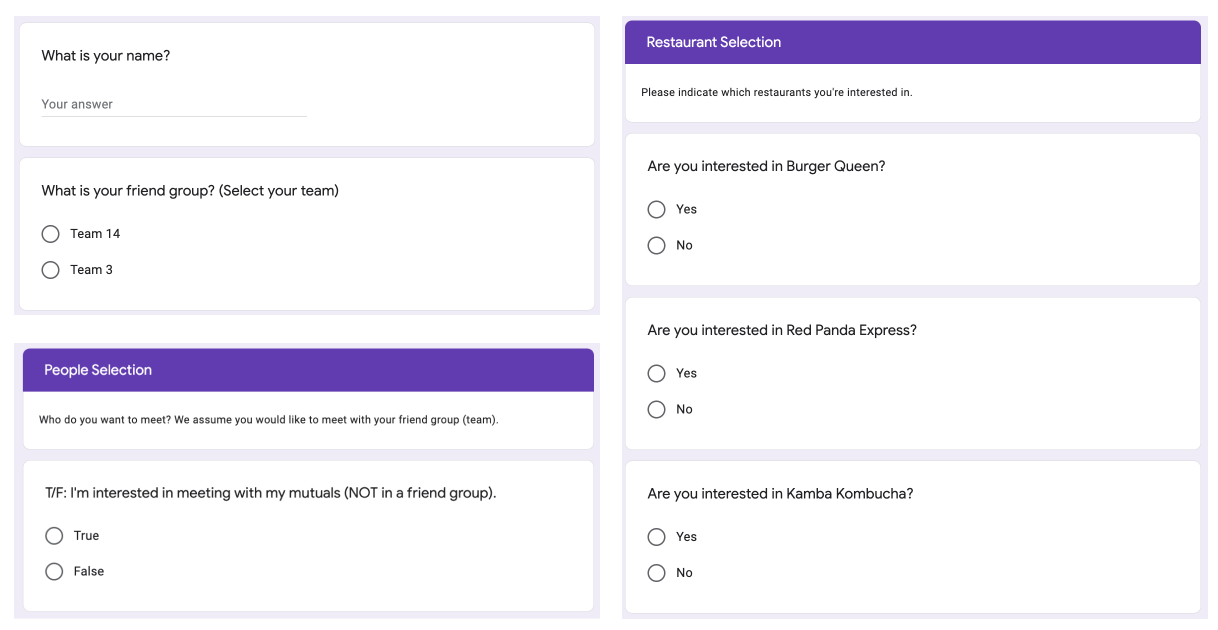 What is your name?
Your answer
What is your friend group? (Select your team)
Team 14
Team 3
People Selection
Who do you want to meet? We assume you would like to meet with your friend group (team).
T/F: I'm interested in meeting with my mutuals (NOT in a friend group).
True
False
Restaurant Selection
Please indicate which restaurants you're interested in.
Are you interested in Burger Queen?
Yes
No
Are you interested in Red Panda Express?
Yes
No
Are you interested in Kamba Kombucha?
Yes
No